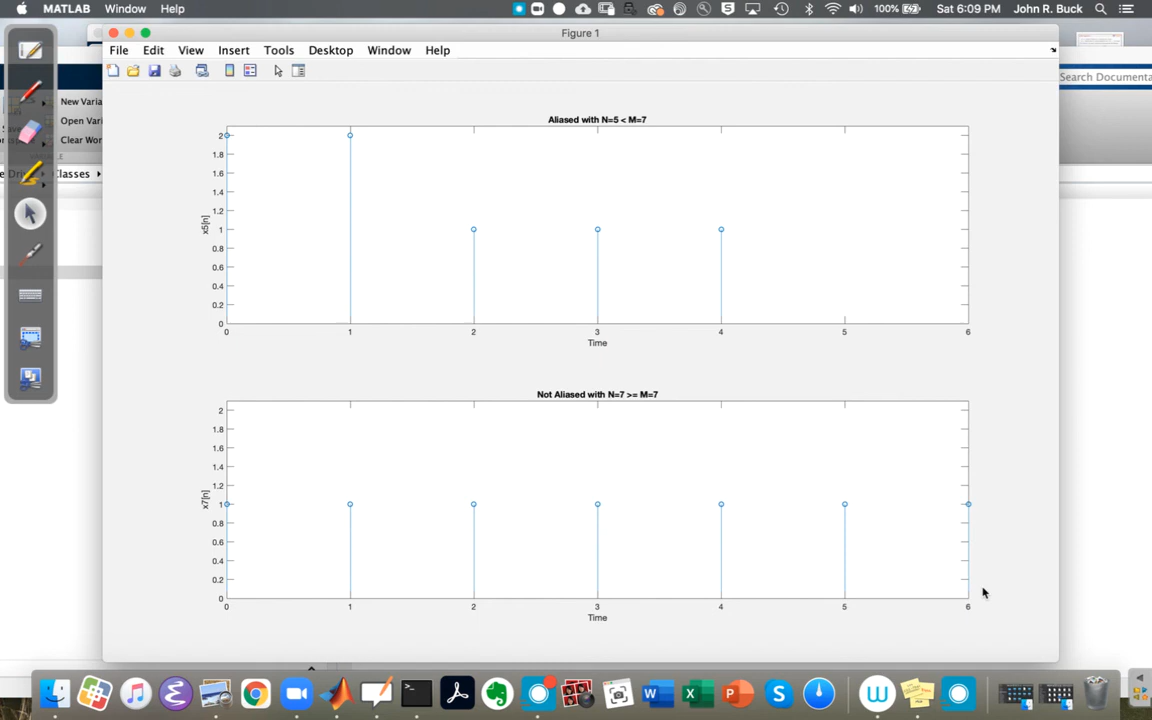 MATLAB Window Help 100% Sat 6:09 PM John R. Buck
Figure 1
File Edit View Insert Tools Desktop Window Help
Search Documenta
New Varia
Open Vari
Clear Wor
Classes
Aliased with N=5 < M=7
2
1.8
1.6
1.4
1.2
1
0.8
0.6
0.4
0.2
0
x5[n]
0 1 2 3 4 5 6
Time
Not Aliased with N=7 >= M=7
2
1.8
1.6
1.4
1.2
1
0.8
0.6
0.4
0.2
0
x7[n]
0 1 2 3 4 5 6
Time